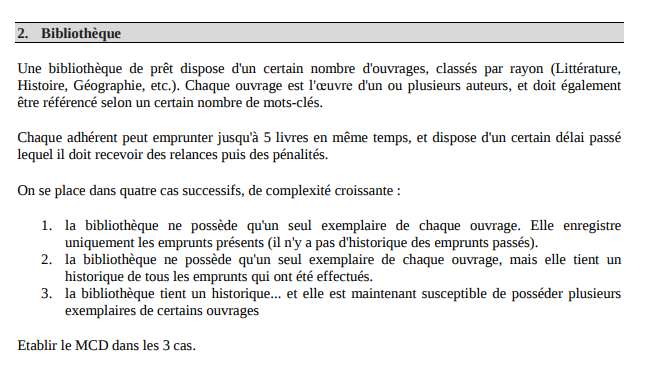 2. Bibliothèque
Une bibliothèque de prêt dispose d'un certain nombre d'ouvrages, classés par rayon (Littérature,
Histoire, Géographie, etc.). Chaque ouvrage est l'œuvre d'un ou plusieurs auteurs, et doit également
être référencé selon un certain nombre de mots-clés.
Chaque adhérent peut emprunter jusqu'à 5 livres en même temps, et dispose d'un certain délai passé
lequel il doit recevoir des relances puis des pénalités.
On se place dans quatre cas successifs, de complexité croissante :
1. la bibliothèque ne possède qu'un seul exemplaire de chaque ouvrage. Elle enregistre
uniquement les emprunts présents (il n'y a pas d'historique des emprunts passés).
2. la bibliothèque ne possède qu'un seul exemplaire de chaque ouvrage, mais elle tient un
historique de tous les emprunts qui ont été effectués.
3. la bibliothèque tient un historique... et elle est maintenant susceptible de posséder plusieurs
exemplaires de certains ouvrages
Etablir le MCD dans les 3 cas.